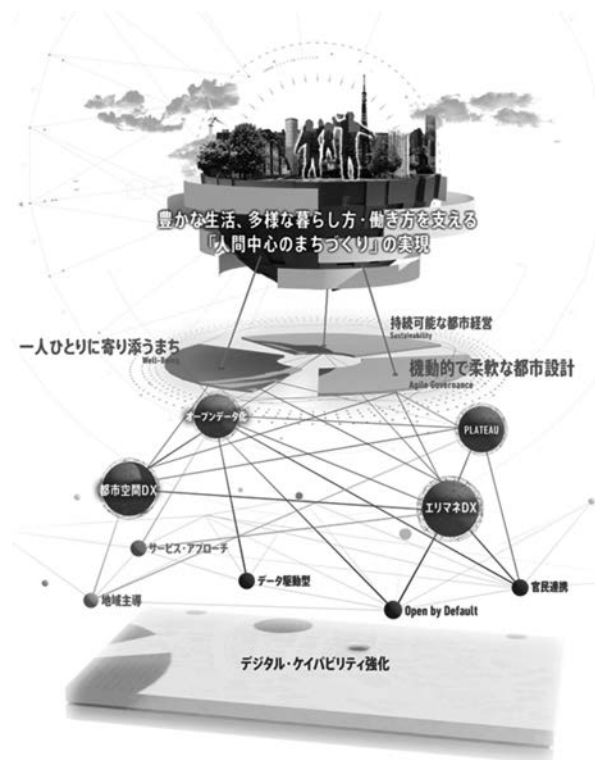 豊かな生活、多様な暮らし方・働き方を支える
「人間中心のまちづくり」の実現
持続可能な都市経営
Sustainability
一人ひとりに寄り添うまち
Well-Being
機動的で柔軟な都市設計
Agile Governance
オープンデータ化
PLATEAU
都市空間DX
エリマネDX
サービス・アプローチ
データ駆動型
官民連携
地域主導
Open by Default
デジタル・ケイパビリティ強化